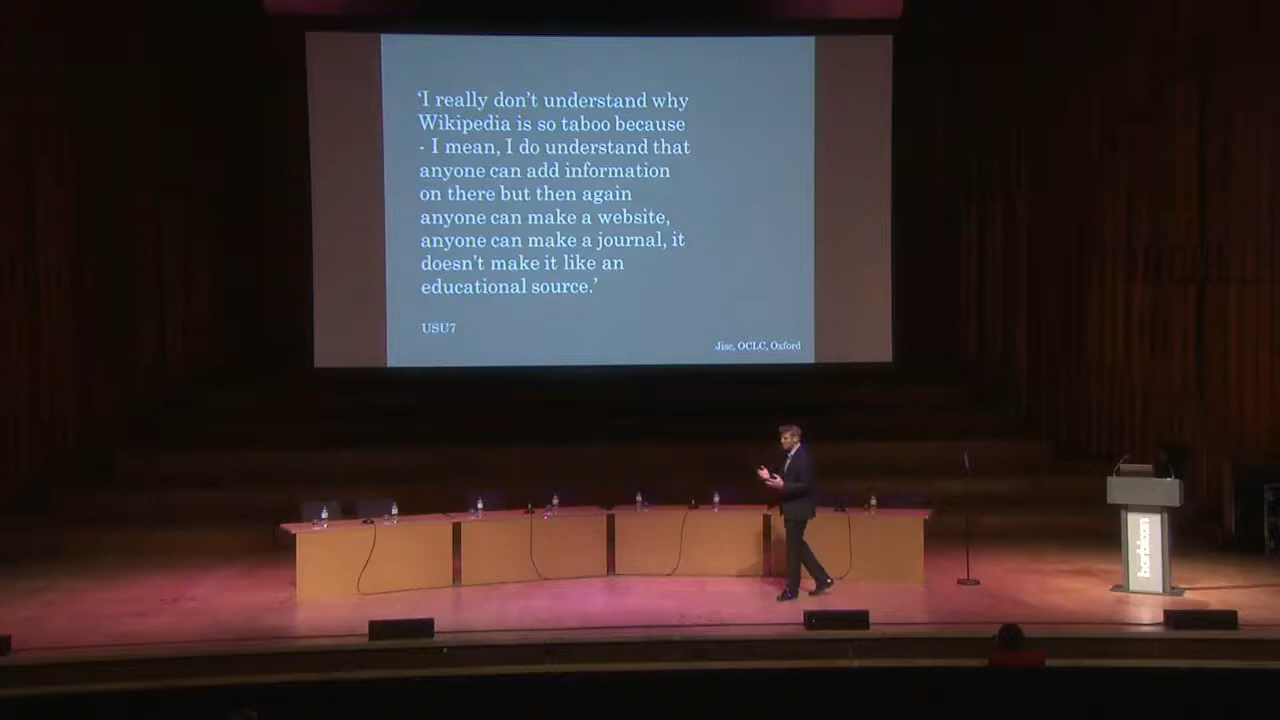 ‘I really don’t understand why
Wikipedia is so taboo because
- I mean, I do understand that
anyone can add information
on there but then again
anyone can make a website,
anyone can make a journal, it
doesn’t make it like an
educational source.’
USU7
Jisc, OCLC, Oxford
barbican